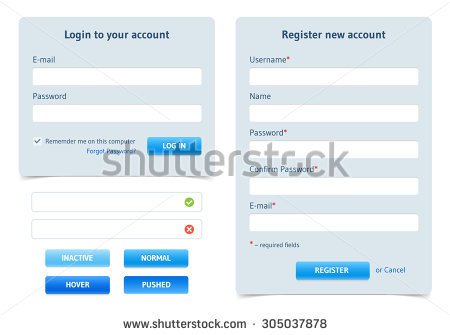 Login to your account
E-mail
Password
Remember me on this computer
Forgot Password?
LOG IN
INACTIVE
NORMAL
HOVER
PUSHED
Register new account
Username*
Name
Password*
Confirm Password*
E-mail*
* – required fields
REGISTER
or Cancel
shutterstock
www.shutterstock.com · 305037878